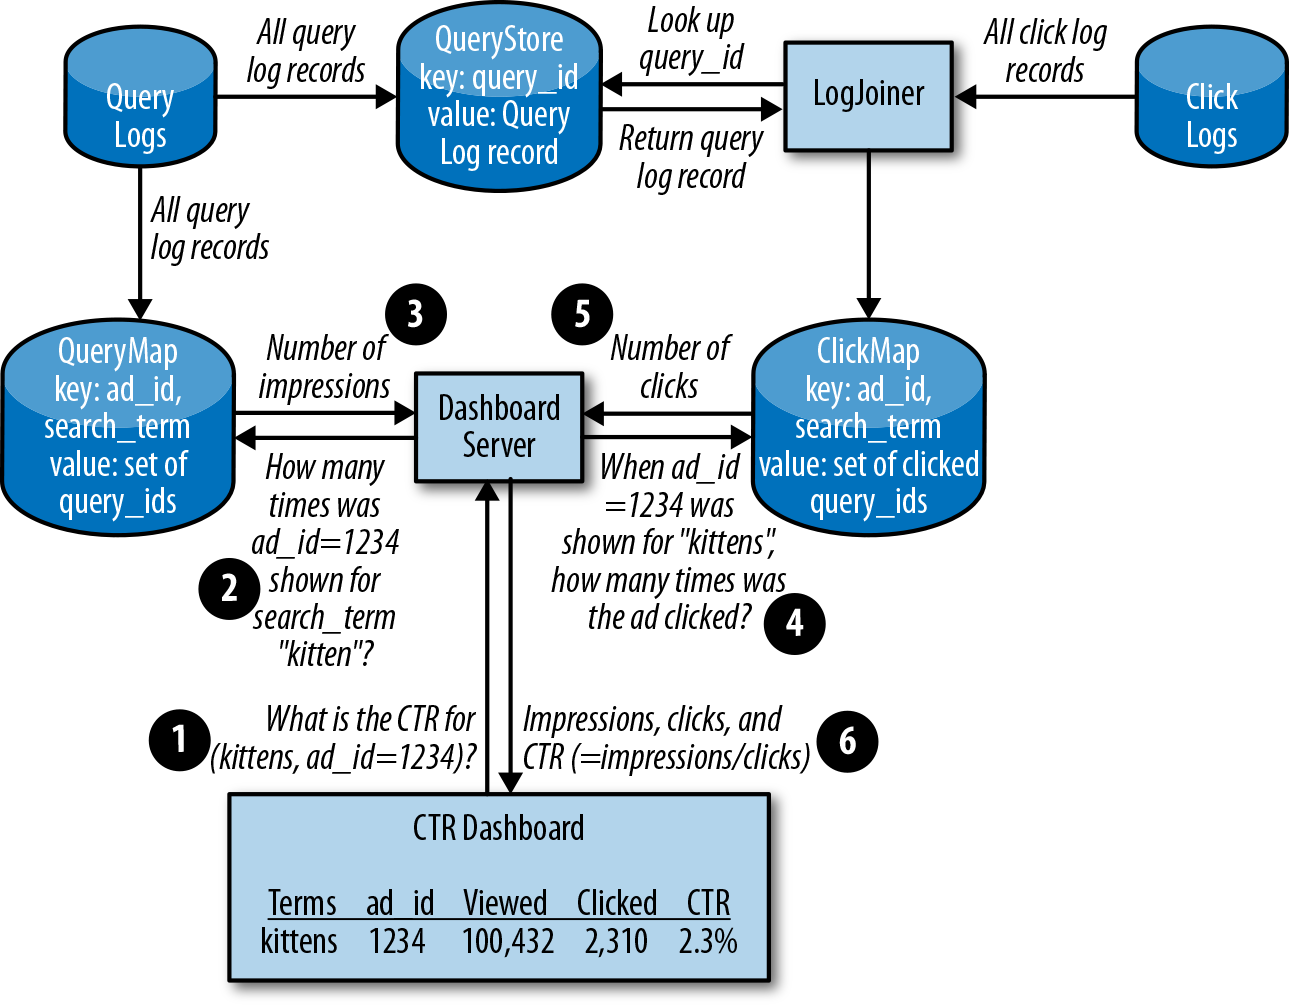 Query
Logs
All query
log records
QueryStore
key: query_id
value: Query
Log record
Look up
query_id
Return query
log record
LogJoiner
All click log
records
Click
Logs
All query
log records
QueryMap
key: ad_id,
search_term
value: set of
query_ids
3
Number of
impressions
Dashboard
Server
5
Number of
clicks
ClickMap
key: ad_id,
search_term
value: set of clicked
query_ids
2
How many
times was
ad_id=1234
shown for
search_term
"kitten"?
When ad_id
=1234 was
shown for "kittens",
how many times was
the ad clicked?
4
1
What is the CTR for
(kittens, ad_id=1234)?
Impressions, clicks, and
CTR (=impressions/clicks)
6
CTR Dashboard
Terms ad_id Viewed Clicked CTR
kittens 1234 100,432 2,310 2.3%